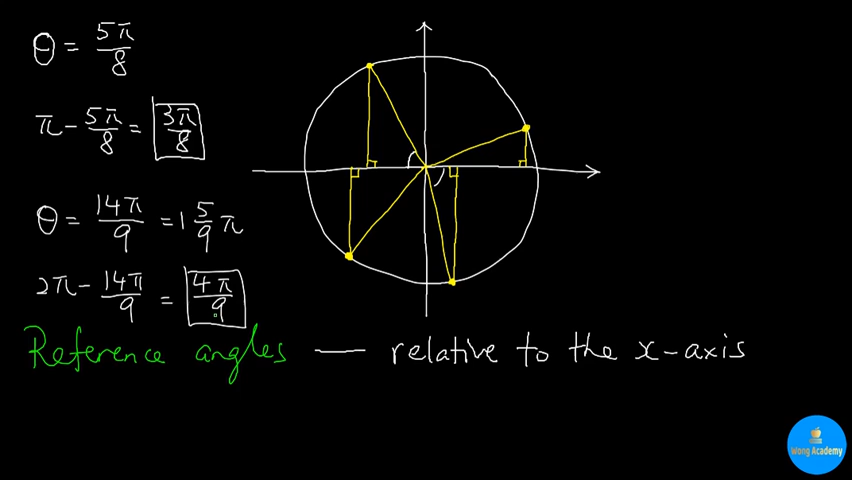 θ = 5π/8
π - 5π/8 = 3π/8
θ = 14π/9 = 1 5/9 π
2π - 14π/9 = 4π/9
Reference angles — relative to the x-axis
Wong Academy